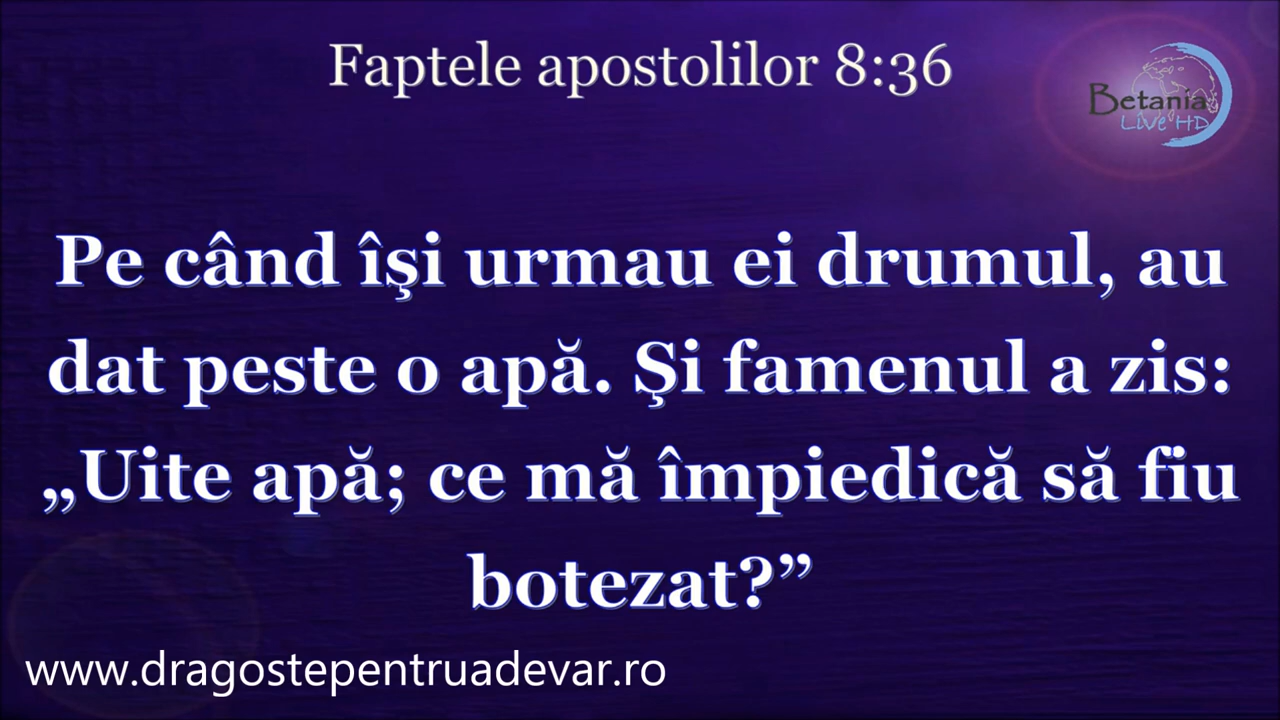 Faptele apostolilor 8:36
Betania
Live HD
Pe când îşi urmau ei drumul, au
dat peste o apă. Şi famenul a zis:
„Uite apă; ce mă împiedică să fiu
botezat?”
www.dragostepentruadevar.ro